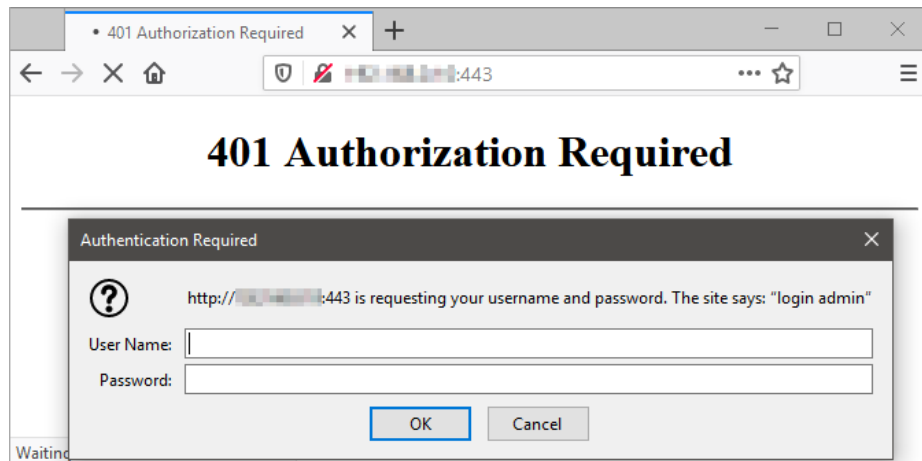 • 401 Authorization Required
:443
401 Authorization Required
Authentication Required
http:// :443 is requesting your username and password. The site says: “login admin”
User Name:
Password:
OK Cancel
Waiting